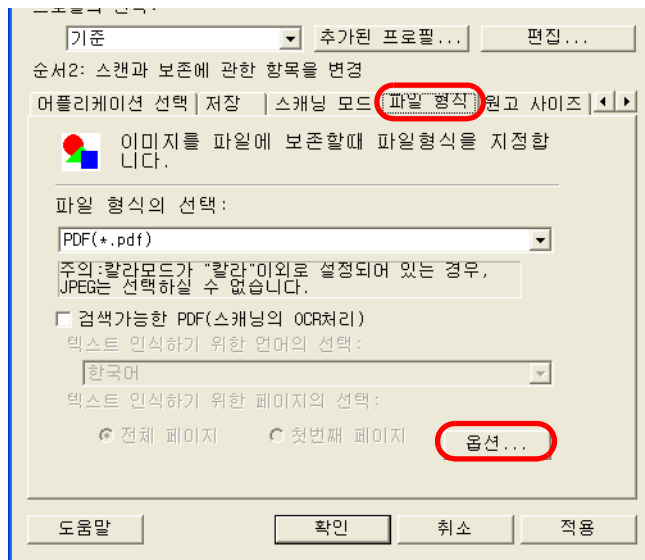 기준
추가된 프로필...
편집...
순서2: 스캔과 보존에 관한 항목을 변경
어플리케이션 선택
저장
스캐닝 모드
파일 형식
원고 사이즈
이미지를 파일에 보존할때 파일형식을 지정합
니다.
파일 형식의 선택:
PDF(*.pdf)
주의:칼라모드가 "칼라"이외로 설정되어 있는 경우,
JPEG는 선택하실 수 없습니다.
검색가능한 PDF(스캐닝의 OCR처리)
텍스트 인식하기 위한 언어의 선택:
한국어
텍스트 인식하기 위한 페이지의 선택:
전체 페이지
첫번째 페이지
옵션...
도움말
확인
취소
적용